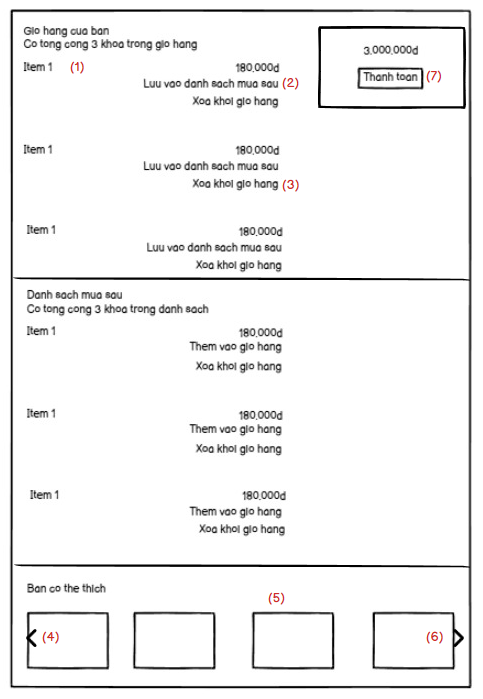 Gio hang cua ban
Co tong cong 3 khoa trong gio hang
3,000,000d
Thanh toan (7)
Item 1 (1) 180,000d
Luu vao danh sach mua sau (2)
Xoa khoi gio hang
Item 1 180,000d
Luu vao danh sach mua sau
Xoa khoi gio hang (3)
Item 1 180,000d
Luu vao danh sach mua sau
Xoa khoi gio hang
Danh sach mua sau
Co tong cong 3 khoa trong danh sach
Item 1 180,000d
Them vao gio hang
Xoa khoi gio hang
Item 1 180,000d
Them vao gio hang
Xoa khoi gio hang
Item 1 180,000d
Them vao gio hang
Xoa khoi gio hang
Ban co the thich
(5)
(4) (6)